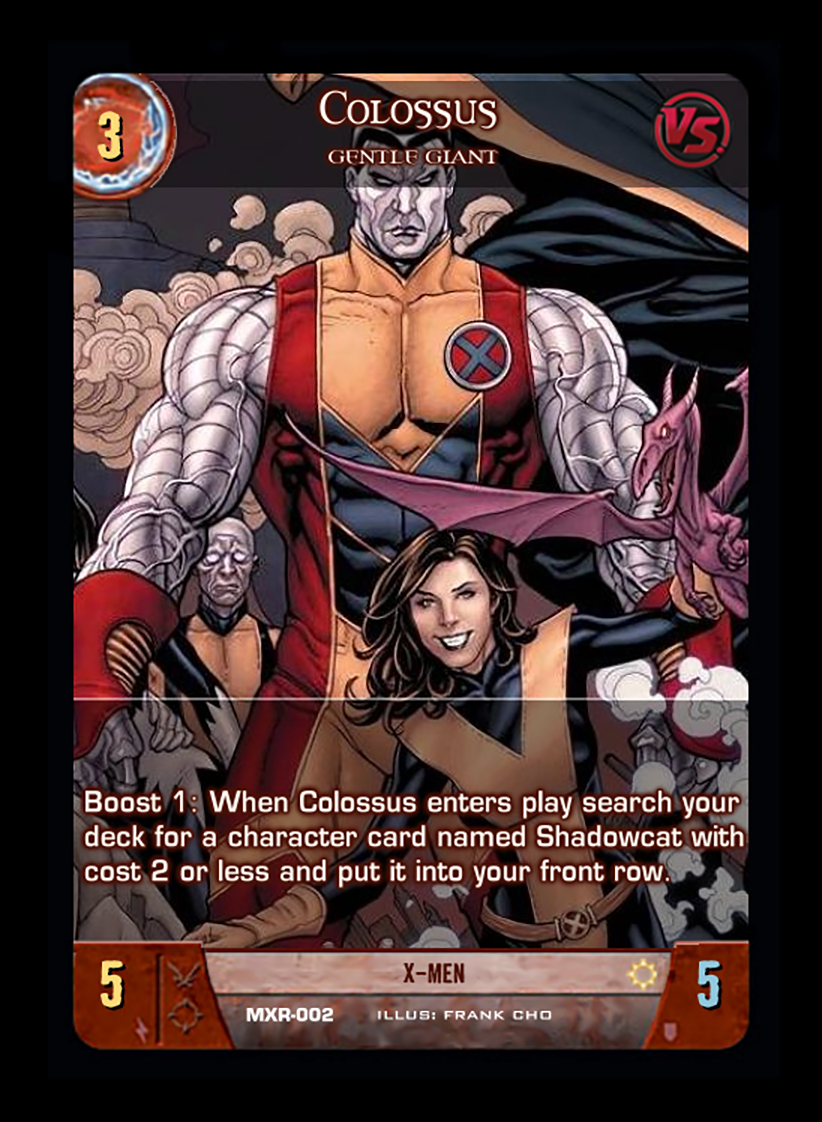 3
COLOSSUS
GENTLE GIANT
VS.
Boost 1: When Colossus enters play search your
deck for a character card named Shadowcat with
cost 2 or less and put it into your front row.
5
X-MEN
5
MXR-002 ILLUS: FRANK CHO